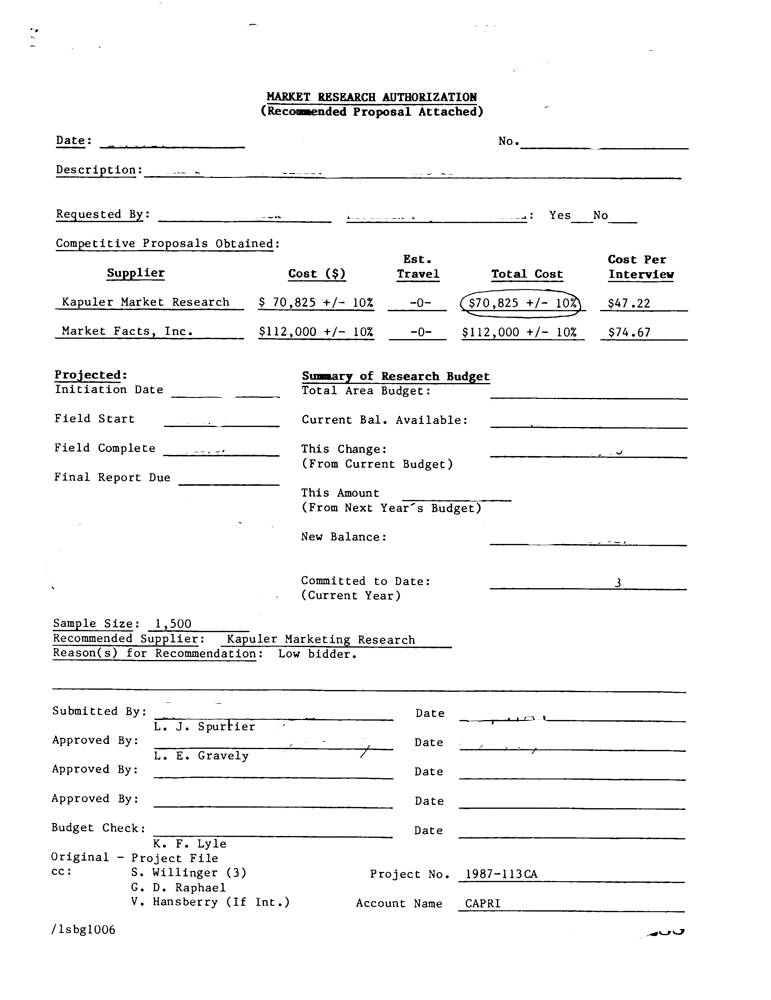 MARKET RESEARCH AUTHORIZATION
(Recommended Proposal Attached)
Date:
No.
Description:
Requested By: : Yes No
Competitive Proposals Obtained:
Supplier Cost ($) Est. Travel Total Cost Cost Per Interview
Kapuler Market Research $ 70,825 +/- 10% -0- $70,825 +/- 10% $47.22
Market Facts, Inc. $112,000 +/- 10% -0- $112,000 +/- 10% $74.67
Projected: Summary of Research Budget
Initiation Date Total Area Budget:
Field Start Current Bal. Available:
Field Complete This Change:
(From Current Budget)
Final Report Due
This Amount
(From Next Year's Budget)
New Balance:
Committed to Date: 3
(Current Year)
Sample Size: 1,500
Recommended Supplier: Kapuler Marketing Research
Reason(s) for Recommendation: Low bidder.
Submitted By: Date
L. J. Spurrier
Approved By: Date
L. E. Gravely
Approved By: Date
Approved By: Date
Budget Check: Date
K. F. Lyle
Original - Project File
cc: S. Willinger (3) Project No. 1987-113CA
G. D. Raphael
V. Hansberry (If Int.) Account Name CAPRI
/lsbg1006